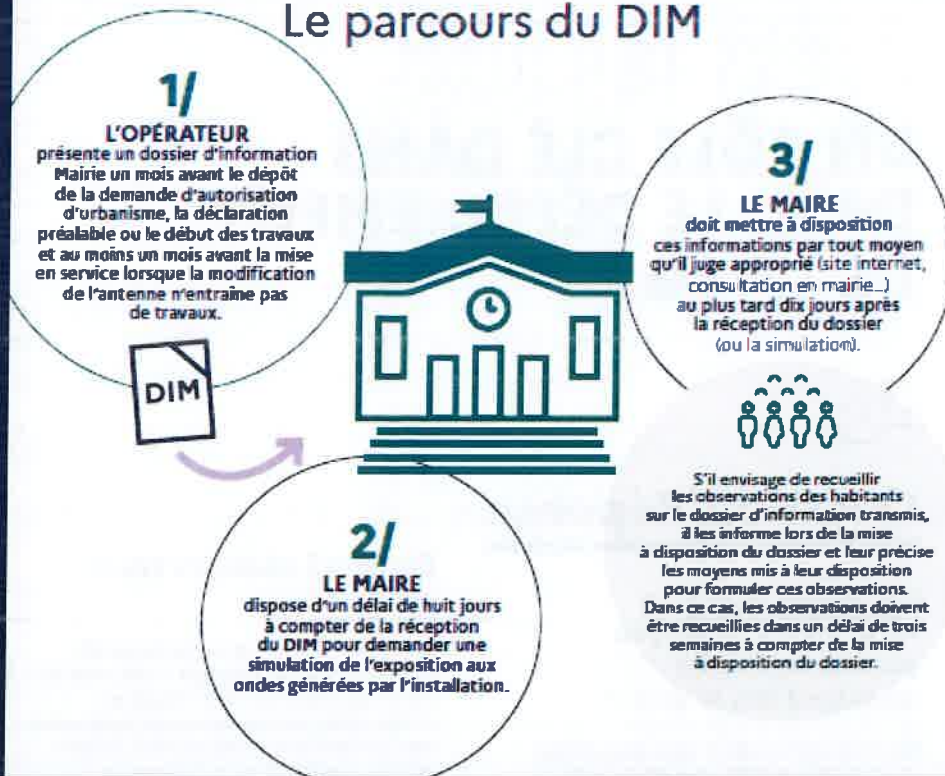 Le parcours du DIM
1/
L'OPÉRATEUR
présente un dossier d'information
Mairie un mois avant le dépôt
de la demande d'autorisation
d'urbanisme, la déclaration
préalable ou le début des travaux
et au moins un mois avant la mise
en service lorsque la modification
de l'antenne n'entraîne pas
de travaux.
DIM
2/
LE MAIRE
dispose d'un délai de huit jours
à compter de la réception
du DIM pour demander une
simulation de l'exposition aux
ondes générées par l'installation.
3/
LE MAIRE
doit mettre à disposition
ces informations par tout moyen
qu'il juge approprié (site internet,
consultation en mairie…)
au plus tard dix jours après
la réception du dossier
(ou la simulation).
S'il envisage de recueillir
les observations des habitants
sur le dossier d'information transmis,
il les informe lors de la mise
à disposition du dossier et leur précise
les moyens mis à leur disposition
pour formuler ces observations.
Dans ce cas, les observations doivent
être recueillies dans un délai de trois
semaines à compter de la mise
à disposition du dossier.